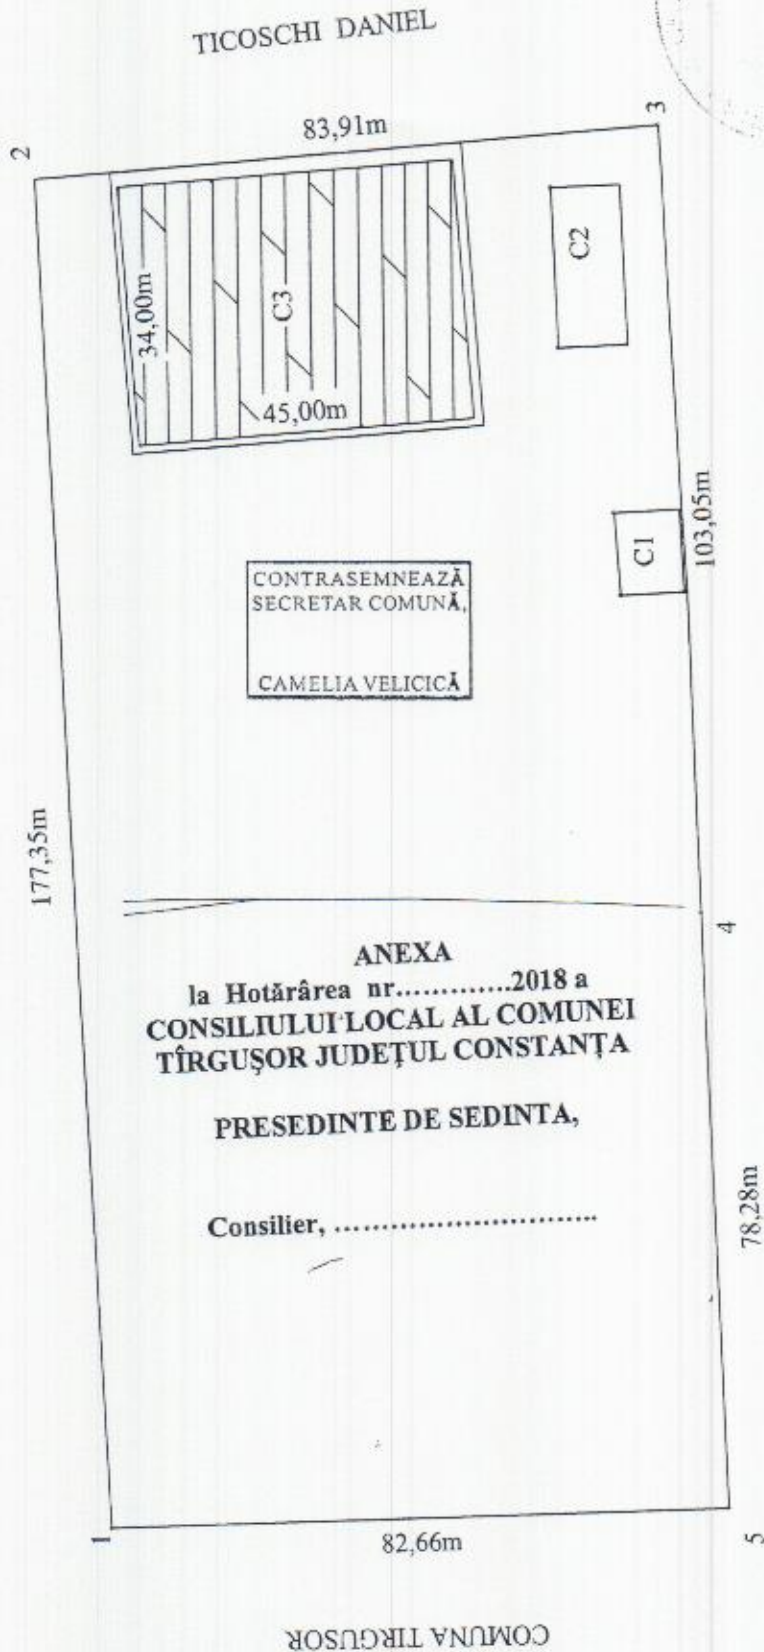 TICOSCHI DANIEL
2
83,91m
3
34,00m
C3
45,00m
C2
C1
103,05m
CONTRASEMNEAZĂ
SECRETAR COMUNĂ,
CAMELIA VELICICĂ
177,35m
4
ANEXA
la Hotărârea nr.............2018 a
CONSILIULUI LOCAL AL COMUNEI
TÎRGUŞOR JUDEŢUL CONSTANŢA
PRESEDINTE DE SEDINTA,
Consilier, ................................
78,28m
1
82,66m
5
COMUNA TIRGUSOR